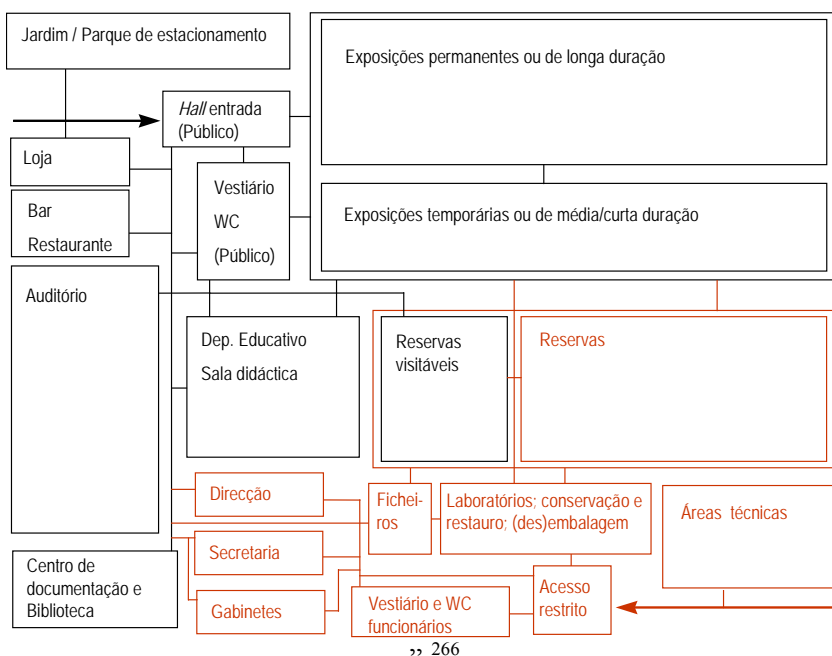 Jardim / Parque de estacionamento
Exposições permanentes ou de longa duração
Hall entrada
(Público)
Loja
Vestiário
WC
(Público)
Bar
Restaurante
Exposições temporárias ou de média/curta duração
Auditório
Dep. Educativo
Sala didáctica
Reservas
visitáveis
Reservas
Direcção
Fichei-
ros
Laboratórios; conservação e
restauro; (des)embalagem
Áreas técnicas
Secretaria
Centro de
documentação e
Biblioteca
Gabinetes
Vestiário e WC
funcionários
Acesso
restrito
„ 266